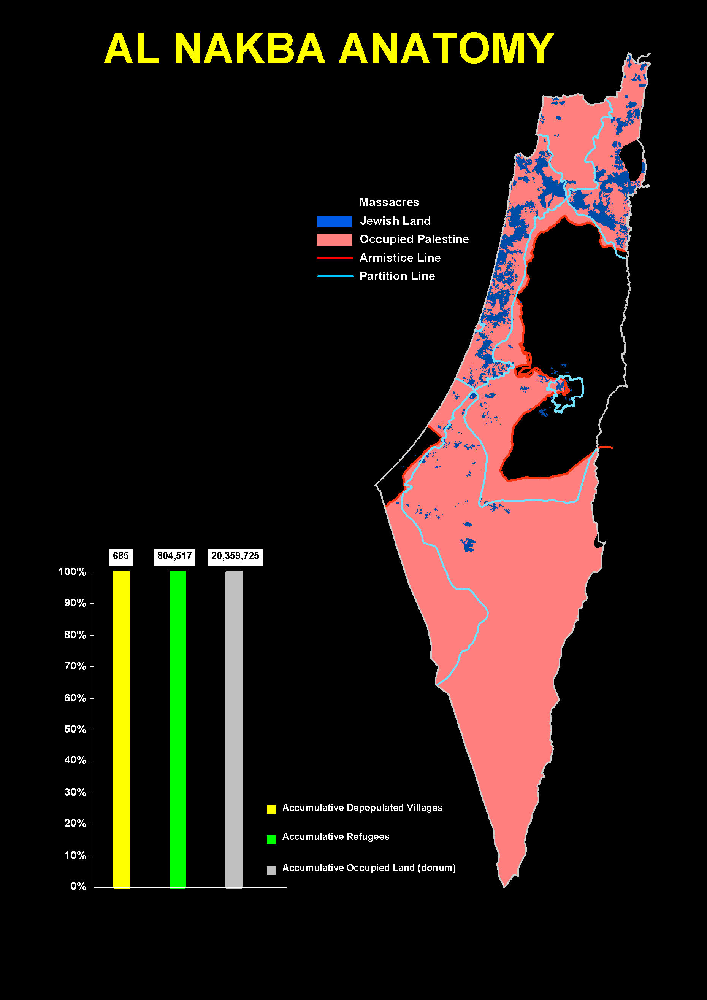 AL NAKBA ANATOMY
Massacres
Jewish Land
Occupied Palestine
Armistice Line
Partition Line
685
804,517
20,359,725
100%
90%
80%
70%
60%
50%
40%
30%
20%
10%
0%
Accumulative Depopulated Villages
Accumulative Refugees
Accumulative Occupied Land (donum)